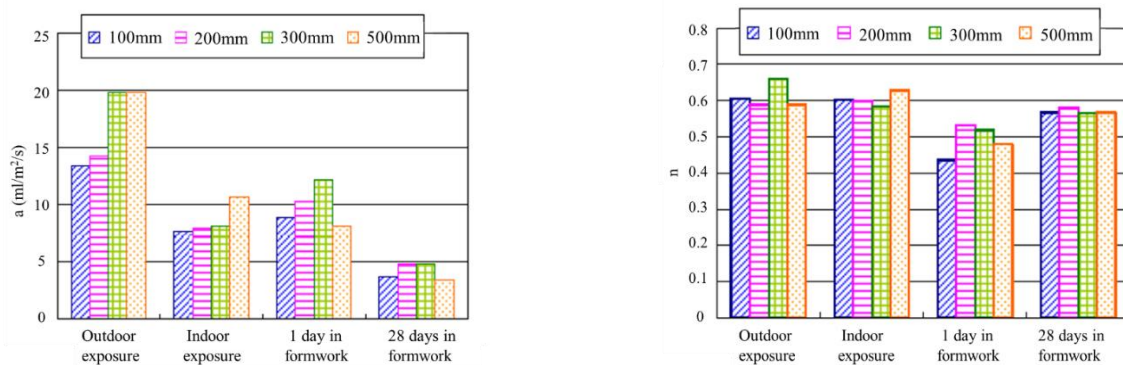 100mm 200mm 300mm 500mm
25
20
15
10
5
0
a (ml/m²/s)
Outdoor exposure
Indoor exposure
1 day in formwork
28 days in formwork
100mm 200mm 300mm 500mm
0.8
0.7
0.6
0.5
0.4
0.3
0.2
0.1
0
n
Outdoor exposure
Indoor exposure
1 day in formwork
28 days in formwork